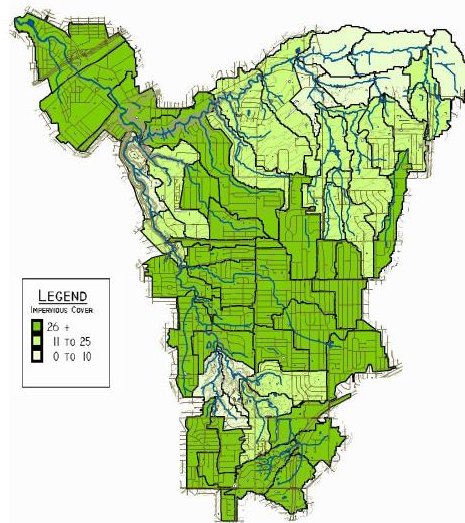 LEGEND
IMPERVIOUS COVER
26 +
11 TO 25
0 TO 10